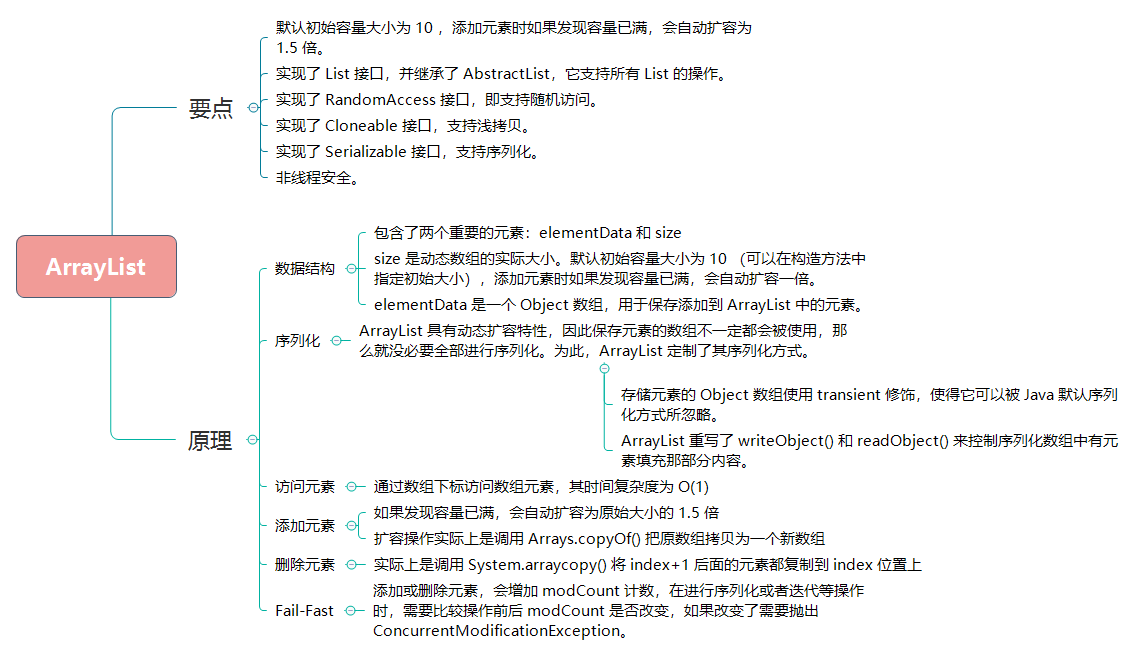 ArrayList
要点
默认初始容量大小为 10 ，添加元素时如果发现容量已满，会自动扩容为
1.5 倍。
实现了 List 接口，并继承了 AbstractList，它支持所有 List 的操作。
实现了 RandomAccess 接口，即支持随机访问。
实现了 Cloneable 接口，支持浅拷贝。
实现了 Serializable 接口，支持序列化。
非线程安全。
原理
数据结构
包含了两个重要的元素：elementData 和 size
size 是动态数组的实际大小。默认初始容量大小为 10 （可以在构造方法中
指定初始大小），添加元素时如果发现容量已满，会自动扩容一倍。
elementData 是一个 Object 数组，用于保存添加到 ArrayList 中的元素。
序列化
ArrayList 具有动态扩容特性，因此保存元素的数组不一定都会被使用，那
么就没必要全部进行序列化。为此，ArrayList 定制了其序列化方式。
存储元素的 Object 数组使用 transient 修饰，使得它可以被 Java 默认序列
化方式所忽略。
ArrayList 重写了 writeObject() 和 readObject() 来控制序列化数组中有元
素填充那部分内容。
访问元素
通过数组下标访问数组元素，其时间复杂度为 O(1)
添加元素
如果发现容量已满，会自动扩容为原始大小的 1.5 倍
扩容操作实际上是调用 Arrays.copyOf() 把原数组拷贝为一个新数组
删除元素
实际上是调用 System.arraycopy() 将 index+1 后面的元素都复制到 index 位置上
Fail-Fast
添加或删除元素，会增加 modCount 计数，在进行序列化或者迭代等操作
时，需要比较操作前后 modCount 是否改变，如果改变了需要抛出
ConcurrentModificationException。